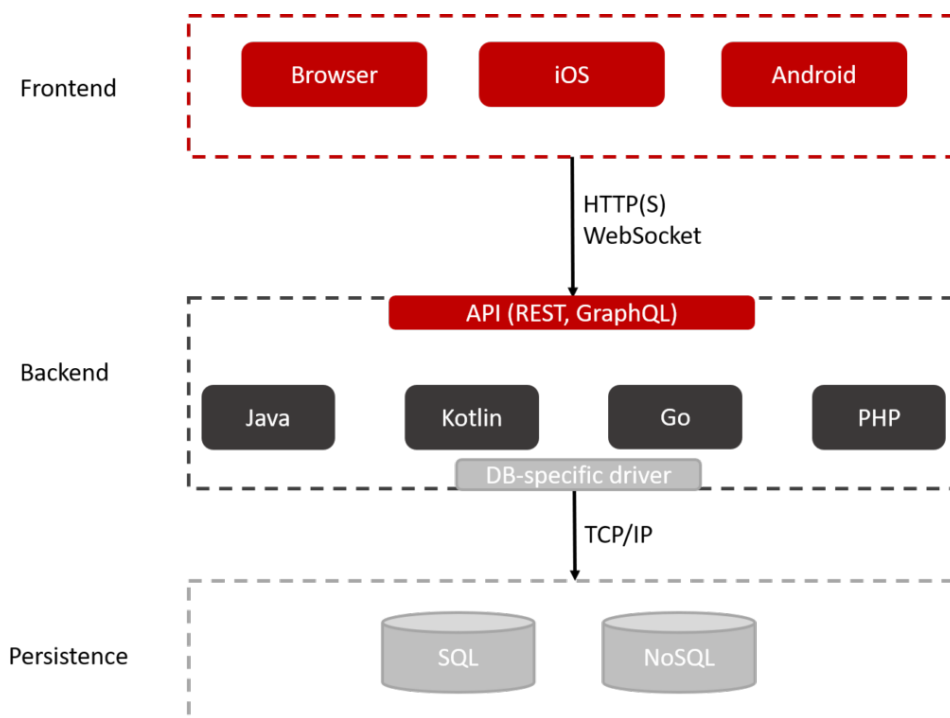 Frontend
Browser
iOS
Android
HTTP(S)
WebSocket
API (REST, GraphQL)
Backend
Java
Kotlin
Go
PHP
DB-specific driver
TCP/IP
Persistence
SQL
NoSQL